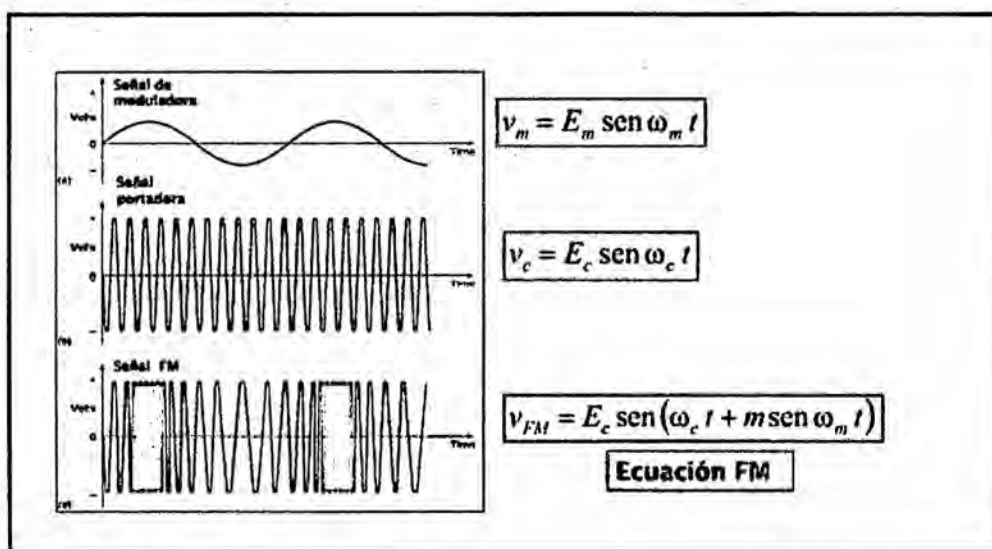 Señal de
moduladora
+
Volts
0
Time
−
(a)
v_m = E_m sen ω_m t
Señal
portadora
+
Volts
0
Time
−
(b)
v_c = E_c sen ω_c t
Señal FM
+
Volts
0
Time
−
v_FM = E_c sen(ω_c t + m sen ω_m t)
Ecuación FM